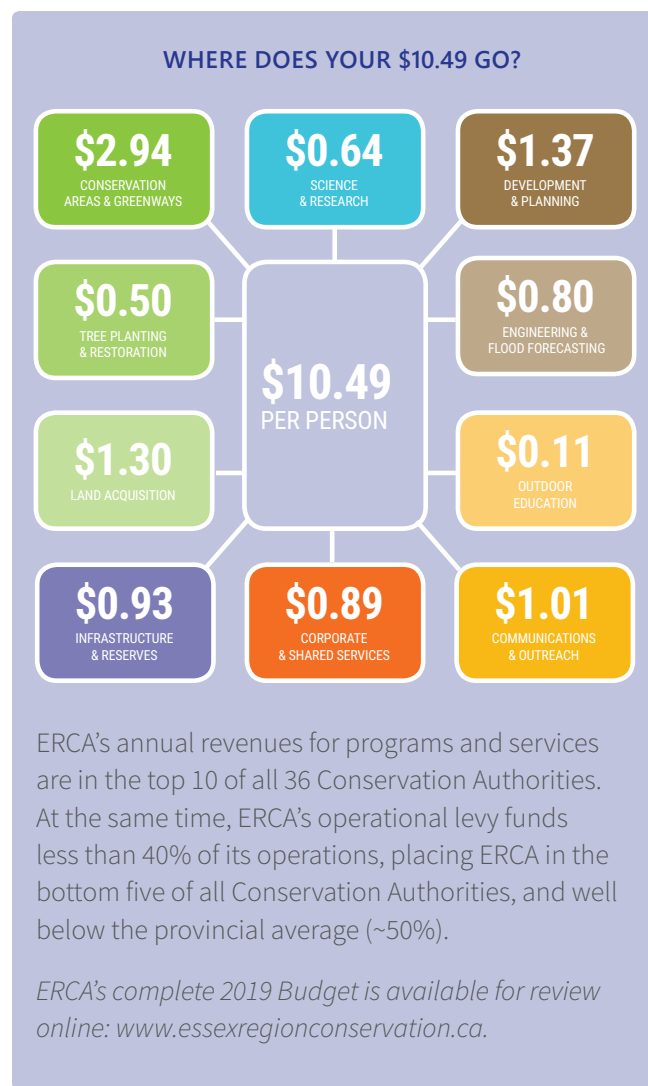 WHERE DOES YOUR $10.49 GO?
$2.94
CONSERVATION
AREAS & GREENWAYS
$0.64
SCIENCE
& RESEARCH
$1.37
DEVELOPMENT
& PLANNING
$0.50
TREE PLANTING
& RESTORATION
$0.80
ENGINEERING &
FLOOD FORECASTING
$10.49
PER PERSON
$1.30
LAND ACQUISITION
$0.11
OUTDOOR
EDUCATION
$0.93
INFRASTRUCTURE
& RESERVES
$0.89
CORPORATE
& SHARED SERVICES
$1.01
COMMUNICATIONS
& OUTREACH
ERCA's annual revenues for programs and services
are in the top 10 of all 36 Conservation Authorities.
At the same time, ERCA's operational levy funds
less than 40% of its operations, placing ERCA in the
bottom five of all Conservation Authorities, and well
below the provincial average (~50%).
ERCA's complete 2019 Budget is available for review
online: www.essexregionconservation.ca.